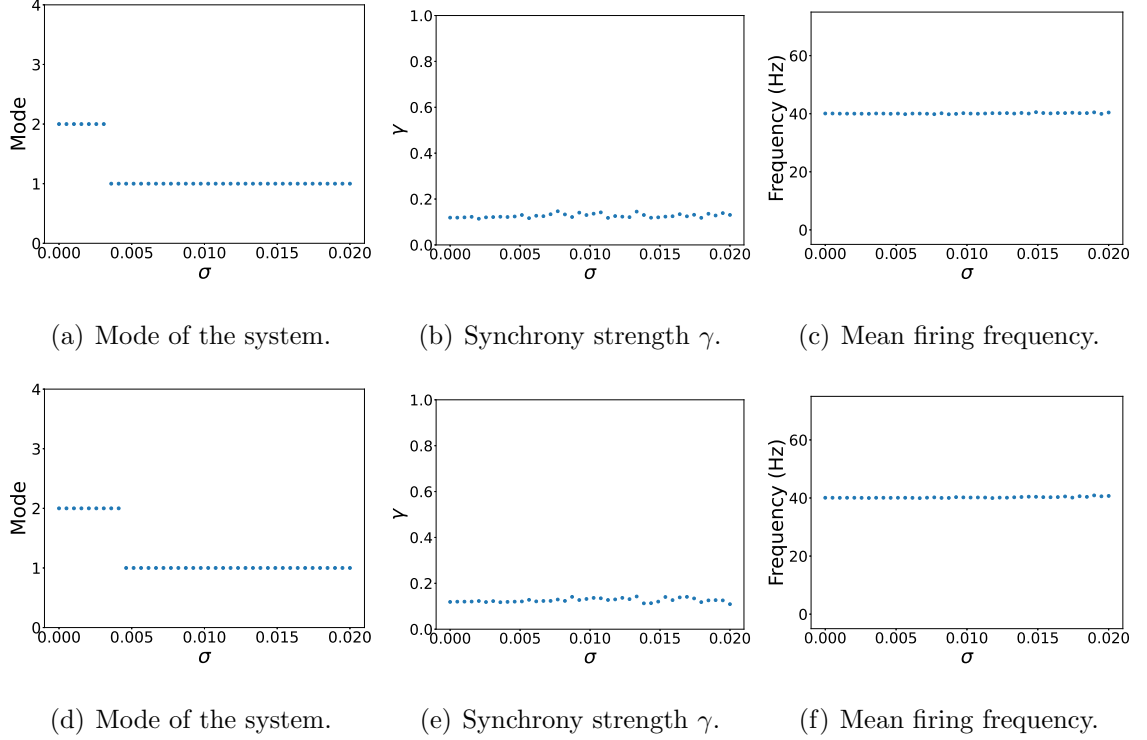 4
3
2
1
0
Mode
0.000 0.005 0.010 0.015 0.020
σ
1.0
0.8
0.6
0.4
0.2
0.0
γ
0.000 0.005 0.010 0.015 0.020
σ
60
40
20
0
Frequency (Hz)
0.000 0.005 0.010 0.015 0.020
σ
(a) Mode of the system.
(b) Synchrony strength γ.
(c) Mean firing frequency.
4
3
2
1
0
Mode
0.000 0.005 0.010 0.015 0.020
σ
1.0
0.8
0.6
0.4
0.2
0.0
γ
0.000 0.005 0.010 0.015 0.020
σ
60
40
20
0
Frequency (Hz)
0.000 0.005 0.010 0.015 0.020
σ
(d) Mode of the system.
(e) Synchrony strength γ.
(f) Mean firing frequency.